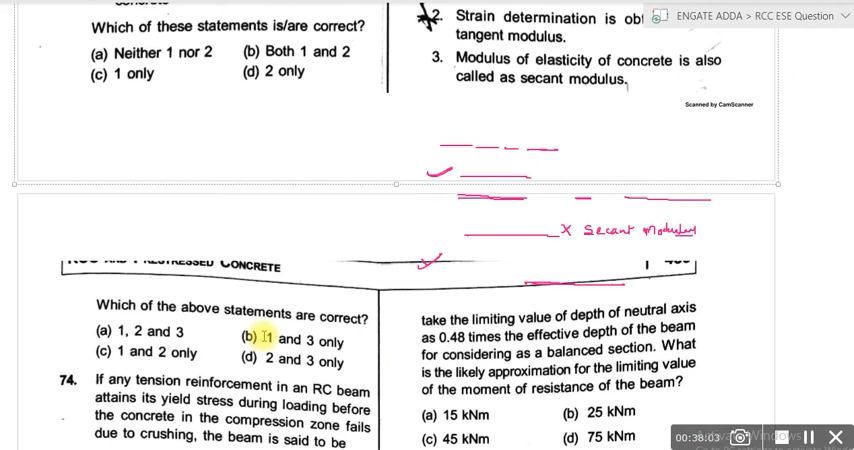 Which of these statements is/are correct?
(a) Neither 1 nor 2 (b) Both 1 and 2
(c) 1 only (d) 2 only
2. Strain determination is
tangent modulus.
3. Modulus of elasticity of concrete is also
called as secant modulus.
ENGATE ADDA > RCC ESE Question
Scanned by CamScanner
X Secant Modulus
CONCRETE
Which of the above statements are correct?
(a) 1, 2 and 3 (b) 1 and 3 only
(c) 1 and 2 only (d) 2 and 3 only
74. If any tension reinforcement in an RC beam
attains its yield stress during loading before
the concrete in the compression zone fails
due to crushing, the beam is said to be
take the limiting value of depth of neutral axis
as 0.48 times the effective depth of the beam
for considering as a balanced section. What
is the likely approximation for the limiting value
of the moment of resistance of the beam?
(a) 15 kNm (b) 25 kNm
(c) 45 kNm (d) 75 kNm
00:38:03